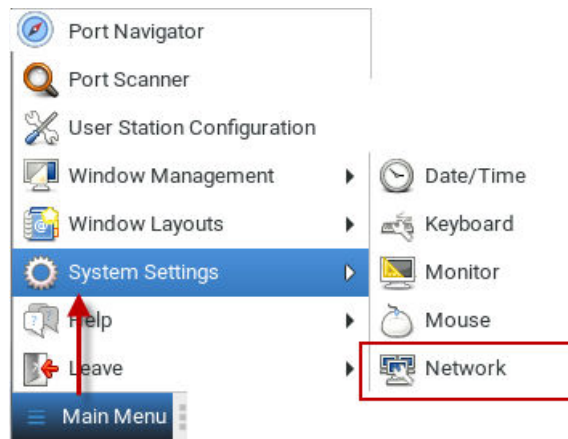 Port Navigator
Port Scanner
User Station Configuration
Window Management
Window Layouts
System Settings
Help
Leave
Main Menu
Date/Time
Keyboard
Monitor
Mouse
Network